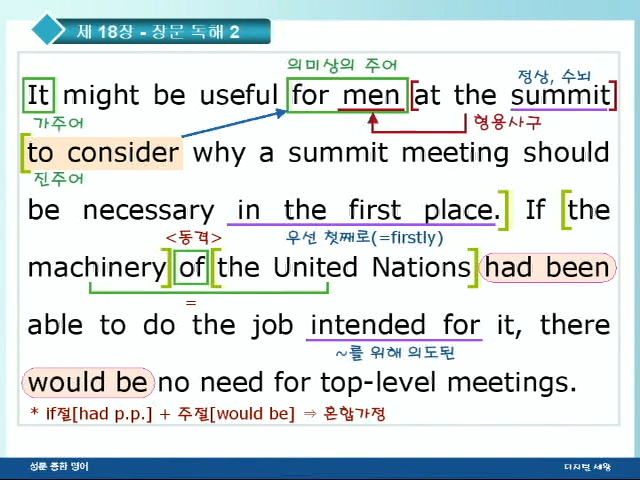 제 18장 - 장문 독해 2
의미상의 주어
정상, 수뇌
It might be useful for men [at the summit]
가주어
형용사구
[to consider why a summit meeting should
진주어
be necessary in the first place.] If [the
<동격>
우선 첫째로(=firstly)
machinery] of [the United Nations] had been
=
able to do the job intended for it, there
~를 위해 의도된
would be no need for top-level meetings.
* if절[had p.p.] + 주절[would be] ⇒ 혼합가정
성문 종합 영어
디지털 세왕